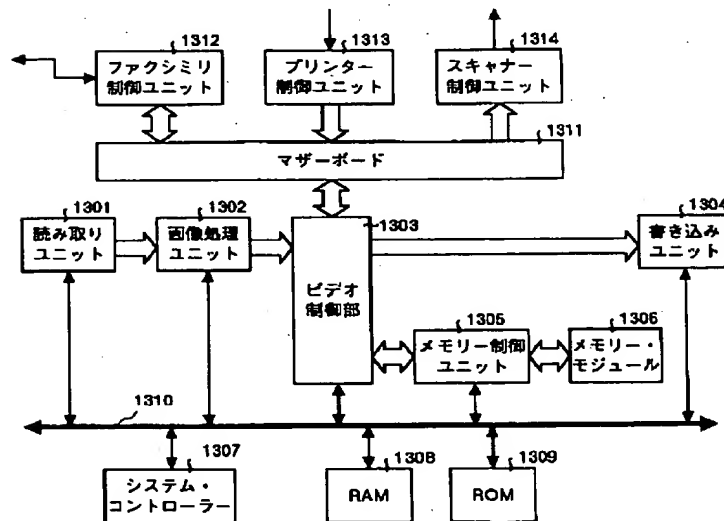 1312
1313
1314
ファクシミリ
制御ユニット
プリンター
制御ユニット
スキャナー
制御ユニット
1311
マザーボード
1301
1302
1303
1304
読み取り
ユニット
画像処理
ユニット
ビデオ
制御部
書き込み
ユニット
1305
1306
メモリー制御
ユニット
メモリー・
モジュール
1310
1307
1308
1309
システム・
コントローラー
RAM
ROM